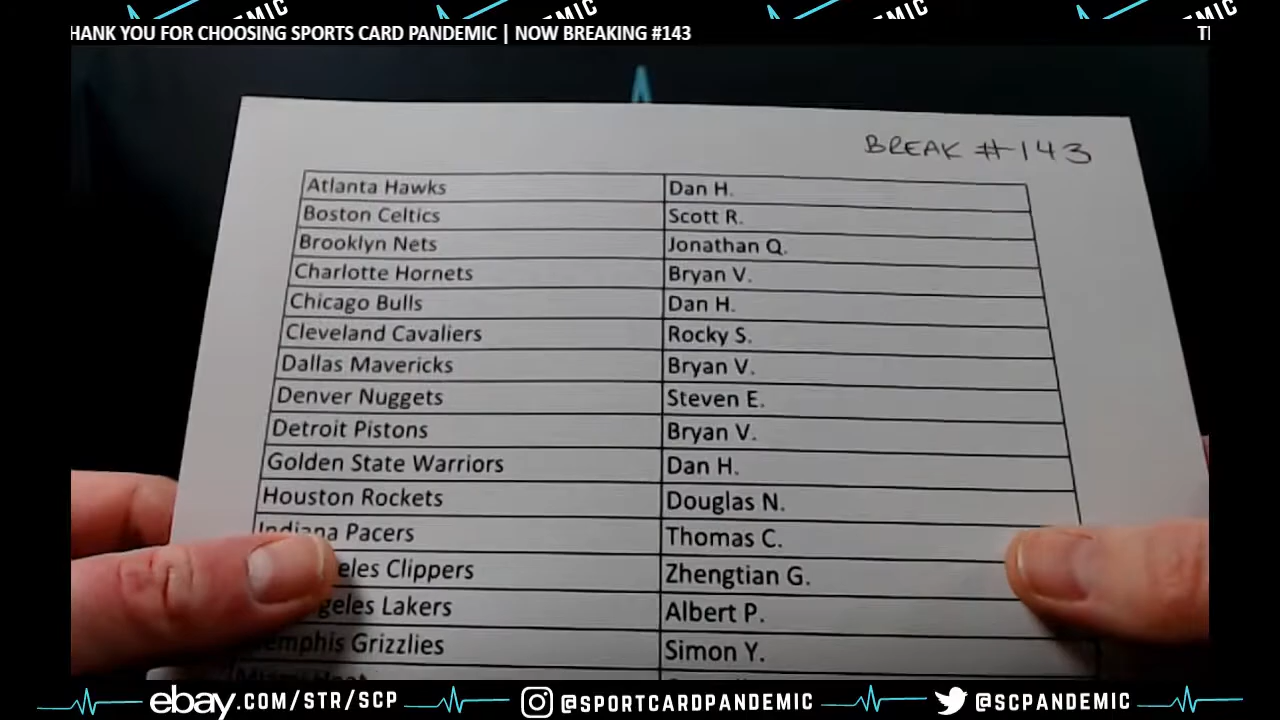 HANK YOU FOR CHOOSING SPORTS CARD PANDEMIC | NOW BREAKING #143
BREAK #143
Atlanta Hawks Dan H.
Boston Celtics Scott R.
Brooklyn Nets Jonathan Q.
Charlotte Hornets Bryan V.
Chicago Bulls Dan H.
Cleveland Cavaliers Rocky S.
Dallas Mavericks Bryan V.
Denver Nuggets Steven E.
Detroit Pistons Bryan V.
Golden State Warriors Dan H.
Houston Rockets Douglas N.
Indiana Pacers Thomas C.
eles Clippers Zhengtian G.
geles Lakers Albert P.
emphis Grizzlies Simon Y.
ebay.COM/STR/SCP @SPORTCARDPANDEMIC @SCPANDEMIC